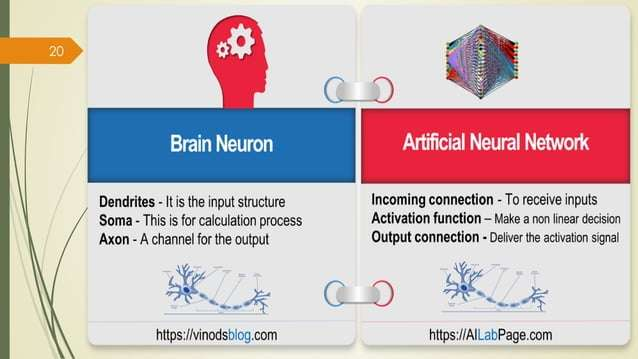 20
Brain Neuron
Dendrites - It is the input structure
Soma - This is for calculation process
Axon - A channel for the output
https://vinodsblog.com
Artificial Neural Network
Incoming connection - To receive inputs
Activation function – Make a non linear decision
Output connection - Deliver the activation signal
https://AILabPage.com